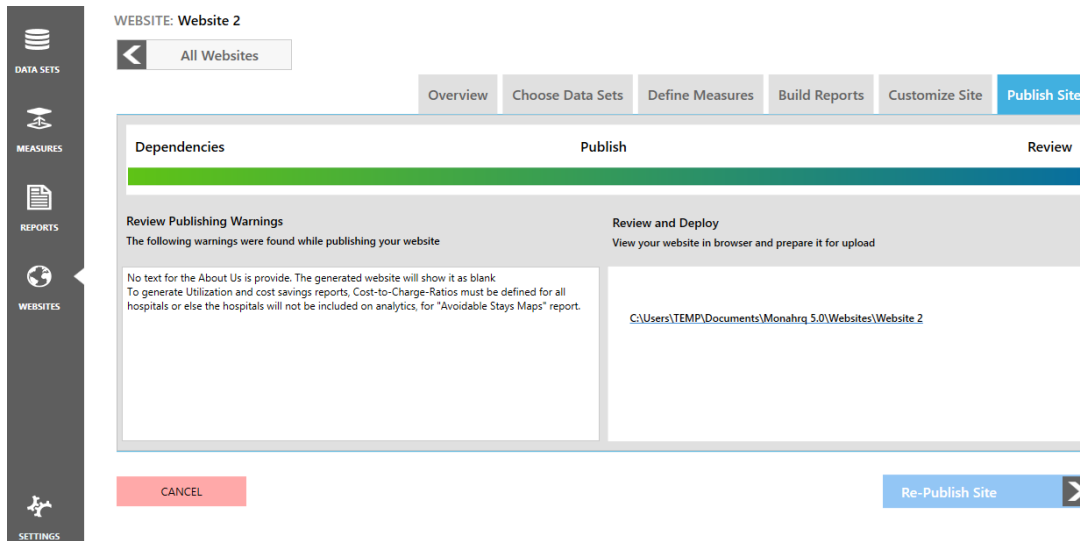 WEBSITE: Website 2
All Websites
DATA SETS
MEASURES
REPORTS
WEBSITES
SETTINGS
Overview
Choose Data Sets
Define Measures
Build Reports
Customize Site
Publish Site
Dependencies
Publish
Review
Review Publishing Warnings
The following warnings were found while publishing your website
No text for the About Us is provide. The generated website will show it as blank
To generate Utilization and cost savings reports, Cost-to-Charge-Ratios must be defined for all
hospitals or else the hospitals will not be included on analytics, for "Avoidable Stays Maps" report.
Review and Deploy
View your website in browser and prepare it for upload
C:\Users\TEMP\Documents\Monahrq 5.0\Websites\Website 2
CANCEL
Re-Publish Site